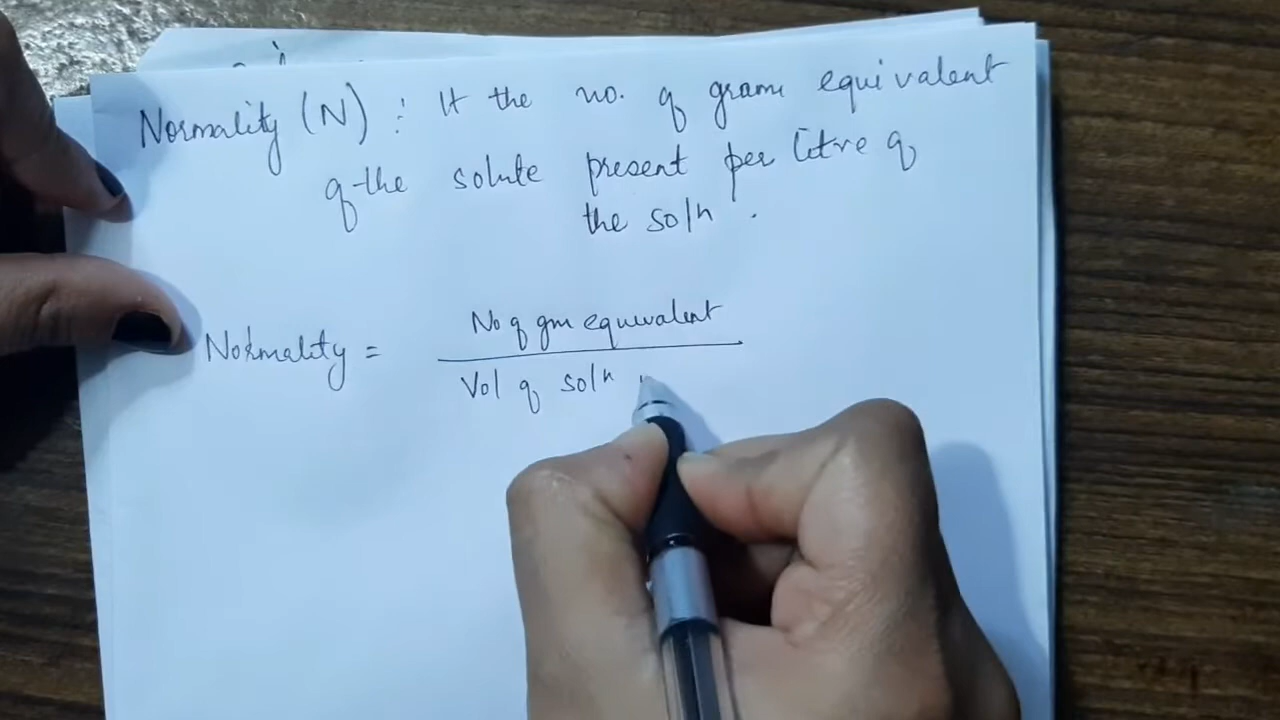 Normality (N) : It the no. of gram equivalent
of the solute present per litre of
the soln .
No of gm equivalent
Normality =
Vol of soln